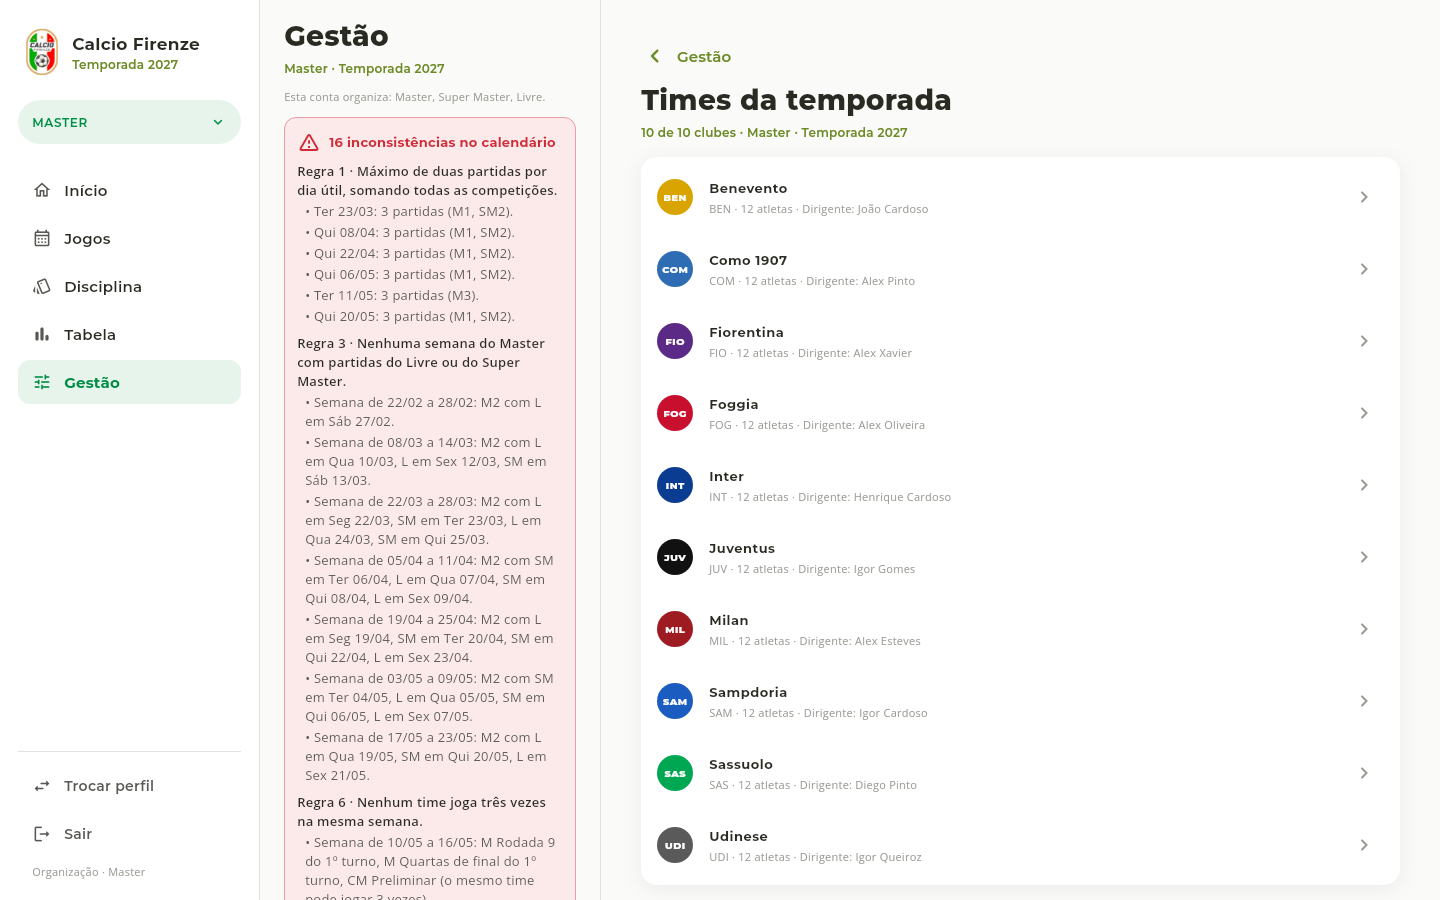 Calcio Firenze
Temporada 2027
MASTER
Início
Jogos
Disciplina
Tabela
Gestão
Trocar perfil
Sair
Organização · Master
Gestão
Master · Temporada 2027
Esta conta organiza: Master, Super Master, Livre.
16 inconsistências no calendário
Regra 1 · Máximo de duas partidas por
dia útil, somando todas as competições.
• Ter 23/03: 3 partidas (M1, SM2).
• Qui 08/04: 3 partidas (M1, SM2).
• Qui 22/04: 3 partidas (M1, SM2).
• Qui 06/05: 3 partidas (M1, SM2).
• Ter 11/05: 3 partidas (M3).
• Qui 20/05: 3 partidas (M1, SM2).
Regra 3 · Nenhuma semana do Master
com partidas do Livre ou do Super
Master.
• Semana de 22/02 a 28/02: M2 com L
em Sáb 27/02.
• Semana de 08/03 a 14/03: M2 com L
em Qua 10/03, L em Sex 12/03, SM em
Sáb 13/03.
• Semana de 22/03 a 28/03: M2 com L
em Seg 22/03, SM em Ter 23/03, L em
Qua 24/03, SM em Qui 25/03.
• Semana de 05/04 a 11/04: M2 com SM
em Ter 06/04, L em Qua 07/04, SM em
Qui 08/04, L em Sex 09/04.
• Semana de 19/04 a 25/04: M2 com L
em Seg 19/04, SM em Ter 20/04, SM em
Qui 22/04, L em Sex 23/04.
• Semana de 03/05 a 09/05: M2 com SM
em Ter 04/05, L em Qua 05/05, SM em
Qui 06/05, L em Sex 07/05.
• Semana de 17/05 a 23/05: M2 com L
em Qua 19/05, SM em Qui 20/05, L em
Sex 21/05.
Regra 6 · Nenhum time joga três vezes
na mesma semana.
• Semana de 10/05 a 16/05: M Rodada 9
do 1º turno, M Quartas de final do 1º
turno, CM Preliminar (o mesmo time
pode jogar 3 vezes)
Gestão
Times da temporada
10 de 10 clubes · Master · Temporada 2027
BEN
Benevento
BEN · 12 atletas · Dirigente: João Cardoso
COM
Como 1907
COM · 12 atletas · Dirigente: Alex Pinto
FIO
Fiorentina
FIO · 12 atletas · Dirigente: Alex Xavier
FOG
Foggia
FOG · 12 atletas · Dirigente: Alex Oliveira
INT
Inter
INT · 12 atletas · Dirigente: Henrique Cardoso
JUV
Juventus
JUV · 12 atletas · Dirigente: Igor Gomes
MIL
Milan
MIL · 12 atletas · Dirigente: Alex Esteves
SAM
Sampdoria
SAM · 12 atletas · Dirigente: Igor Cardoso
SAS
Sassuolo
SAS · 12 atletas · Dirigente: Diego Pinto
UDI
Udinese
UDI · 12 atletas · Dirigente: Igor Queiroz